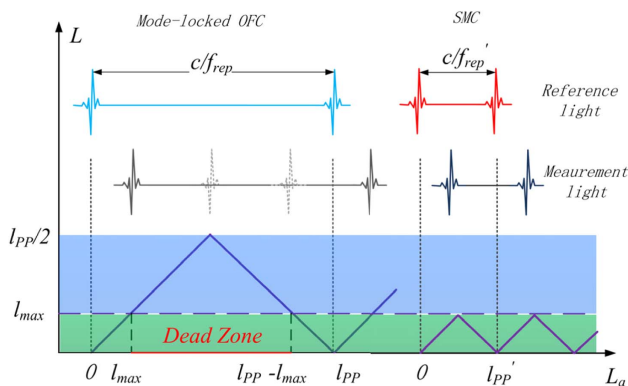 Mode-locked OFC
SMC
L
c/frep
c/frep'
Reference
light
Meaurement
light
lPP/2
lmax
Dead Zone
0
lmax
lPP -lmax
lPP
0
lPP'
La